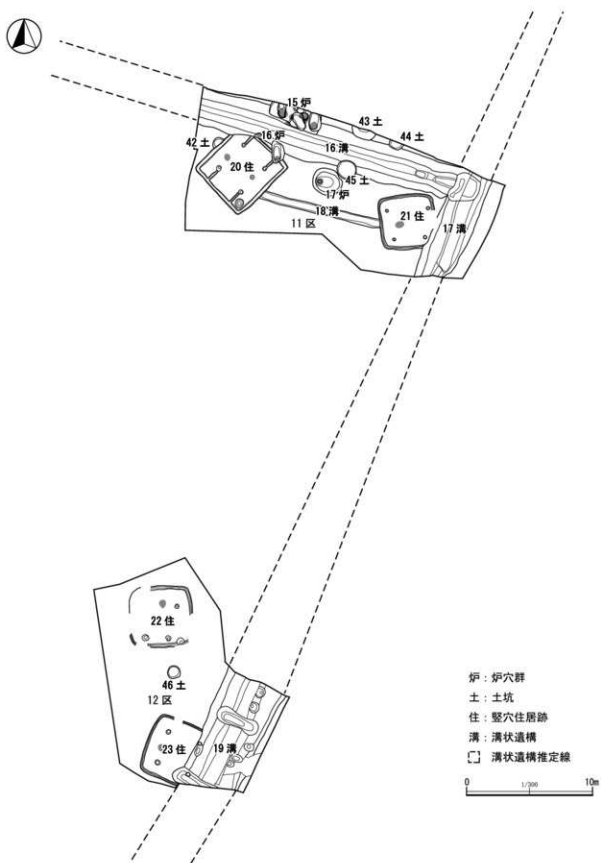 15 炉
43 土
44 土
42 土
16 炉
16 溝
20 住
45 土
17 炉
18 溝
21 住
17 溝
11 区
22 住
46 土
12 区
23 住
19 溝
炉：炉穴群
土：土坑
住：竪穴住居跡
溝：溝状遺構
溝状遺構推定線
0 1/300 10m